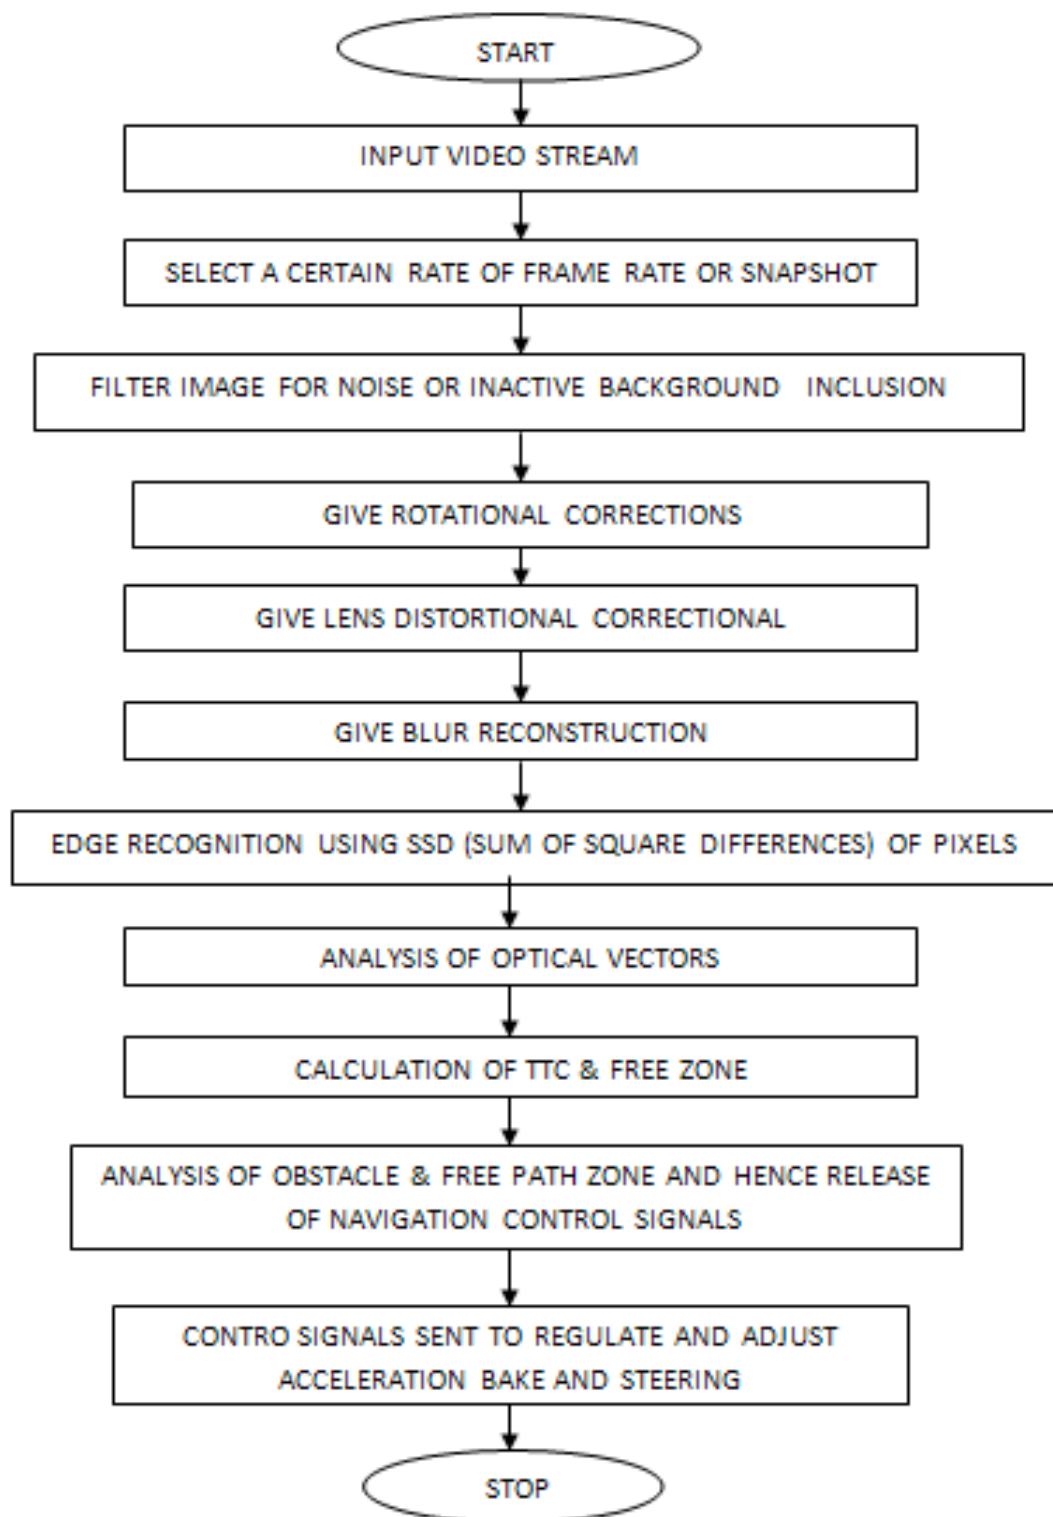 START
INPUT VIDEO STREAM
SELECT A CERTAIN RATE OF FRAME RATE OR SNAPSHOT
FILTER IMAGE FOR NOISE OR INACTIVE BACKGROUND INCLUSION
GIVE ROTATIONAL CORRECTIONS
GIVE LENS DISTORTIONAL CORRECTIONAL
GIVE BLUR RECONSTRUCTION
EDGE RECOGNITION USING SSD (SUM OF SQUARE DIFFERENCES) OF PIXELS
ANALYSIS OF OPTICAL VECTORS
CALCULATION OF TTC & FREE ZONE
ANALYSIS OF OBSTACLE & FREE PATH ZONE AND HENCE RELEASE
OF NAVIGATION CONTROL SIGNALS
CONTRO SIGNALS SENT TO REGULATE AND ADJUST
ACCELERATION BAKE AND STEERING
STOP